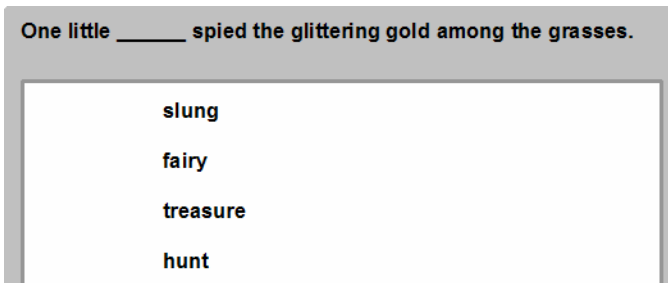 One little ______ spied the glittering gold among the grasses.
slung
fairy
treasure
hunt